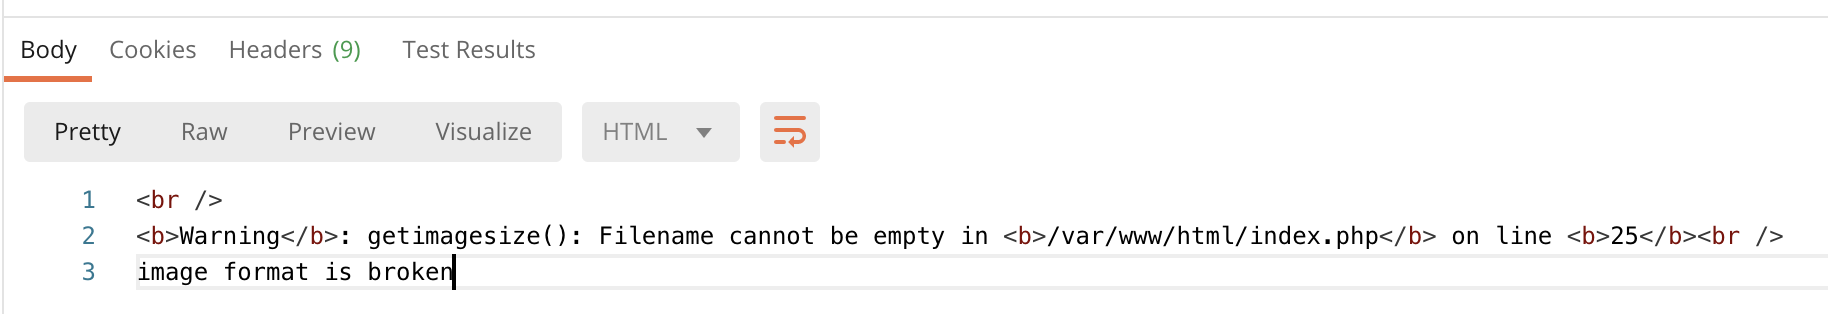 Body Cookies Headers (9) Test Results
Pretty Raw Preview Visualize HTML
1 <br />
2 <b>Warning</b>: getimagesize(): Filename cannot be empty in <b>/var/www/html/index.php</b> on line <b>25</b><br />
3 image format is broken